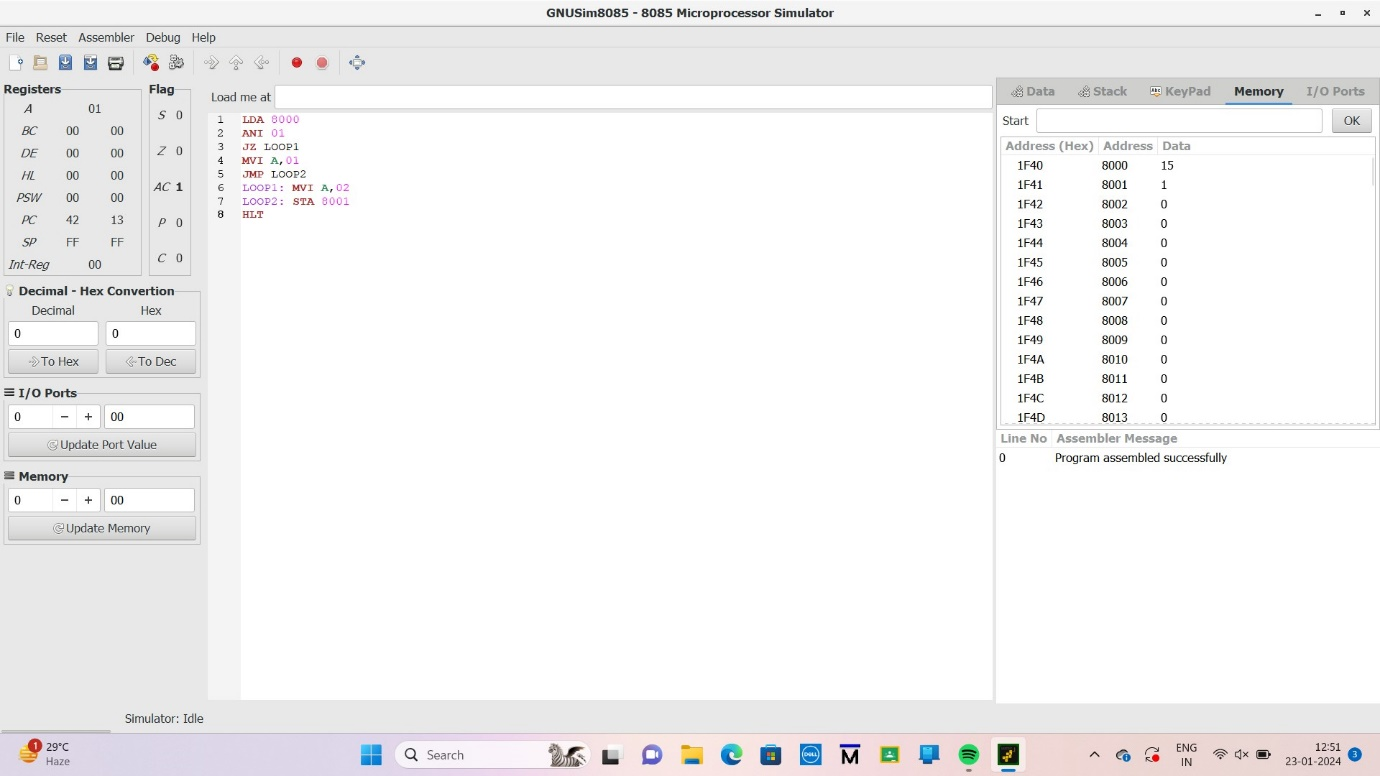 GNUSim8085 - 8085 Microprocessor Simulator
File Reset Assembler Debug Help
Registers
A 01
BC 00 00
DE 00 00
HL 00 00
PSW 00 00
PC 42 13
SP FF FF
Int-Reg 00
Flag
S 0
Z 0
AC 1
P 0
C 0
Decimal - Hex Convertion
Decimal Hex
0 0
To Hex To Dec
I/O Ports
0 − + 00
Update Port Value
Memory
0 − + 00
Update Memory
Load me at
1 LDA 8000
2 ANI 01
3 JZ LOOP1
4 MVI A,01
5 JMP LOOP2
6 LOOP1: MVI A,02
7 LOOP2: STA 8001
8 HLT
Data Stack KeyPad Memory I/O Ports
Start OK
Address (Hex) Address Data
1F40 8000 15
1F41 8001 1
1F42 8002 0
1F43 8003 0
1F44 8004 0
1F45 8005 0
1F46 8006 0
1F47 8007 0
1F48 8008 0
1F49 8009 0
1F4A 8010 0
1F4B 8011 0
1F4C 8012 0
1F4D 8013 0
Line No Assembler Message
0 Program assembled successfully
Simulator: Idle
1
29°C
Haze
Search
DELL
M
ENG
IN
12:51
23-01-2024
3